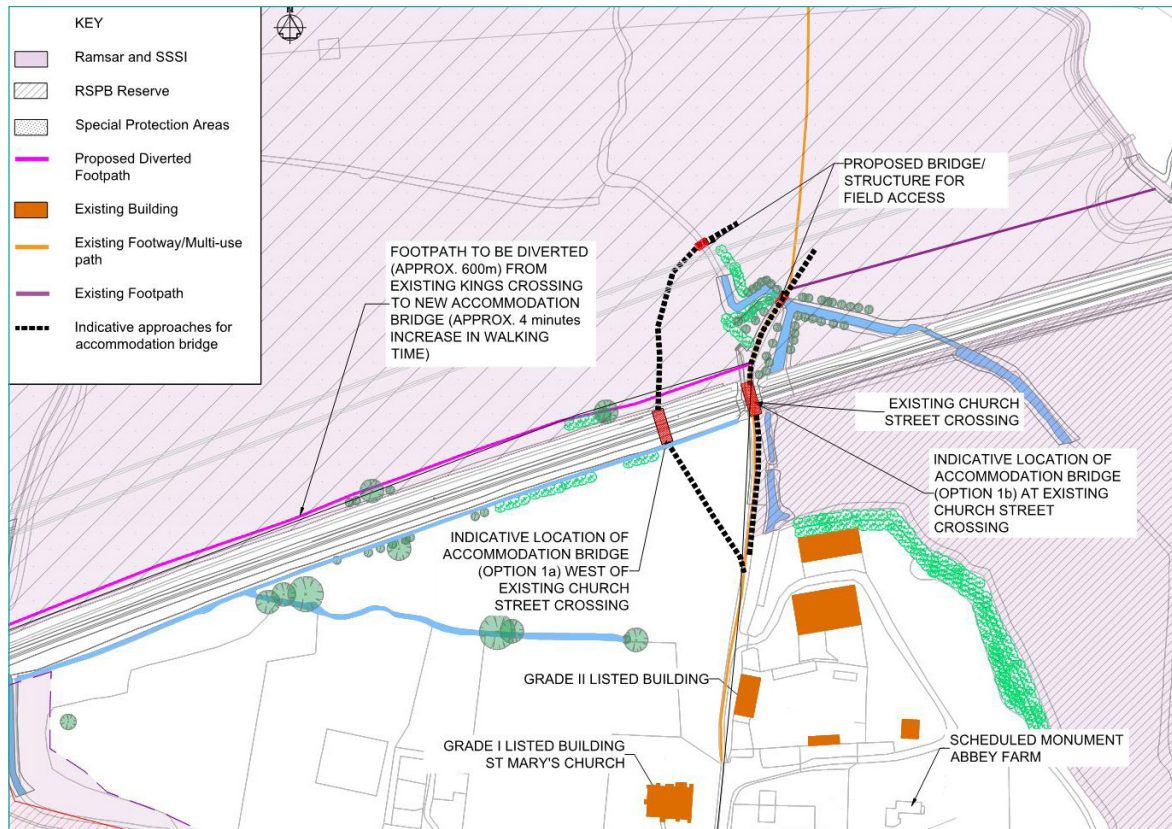 KEY
Ramsar and SSSI
RSPB Reserve
Special Protection Areas
Proposed Diverted
Footpath
Existing Building
Existing Footway/Multi-use
path
Existing Footpath
Indicative approaches for
accommodation bridge
PROPOSED BRIDGE/
STRUCTURE FOR
FIELD ACCESS
FOOTPATH TO BE DIVERTED
(APPROX. 600m) FROM
EXISTING KINGS CROSSING
TO NEW ACCOMMODATION
BRIDGE (APPROX. 4 minutes
INCREASE IN WALKING
TIME)
EXISTING CHURCH
STREET CROSSING
INDICATIVE LOCATION OF
ACCOMMODATION BRIDGE
(OPTION 1b) AT EXISTING
CHURCH STREET
CROSSING
INDICATIVE LOCATION OF
ACCOMMODATION BRIDGE
(OPTION 1a) WEST OF
EXISTING CHURCH
STREET CROSSING
GRADE II LISTED BUILDING
GRADE I LISTED BUILDING
ST MARY'S CHURCH
SCHEDULED MONUMENT
ABBEY FARM